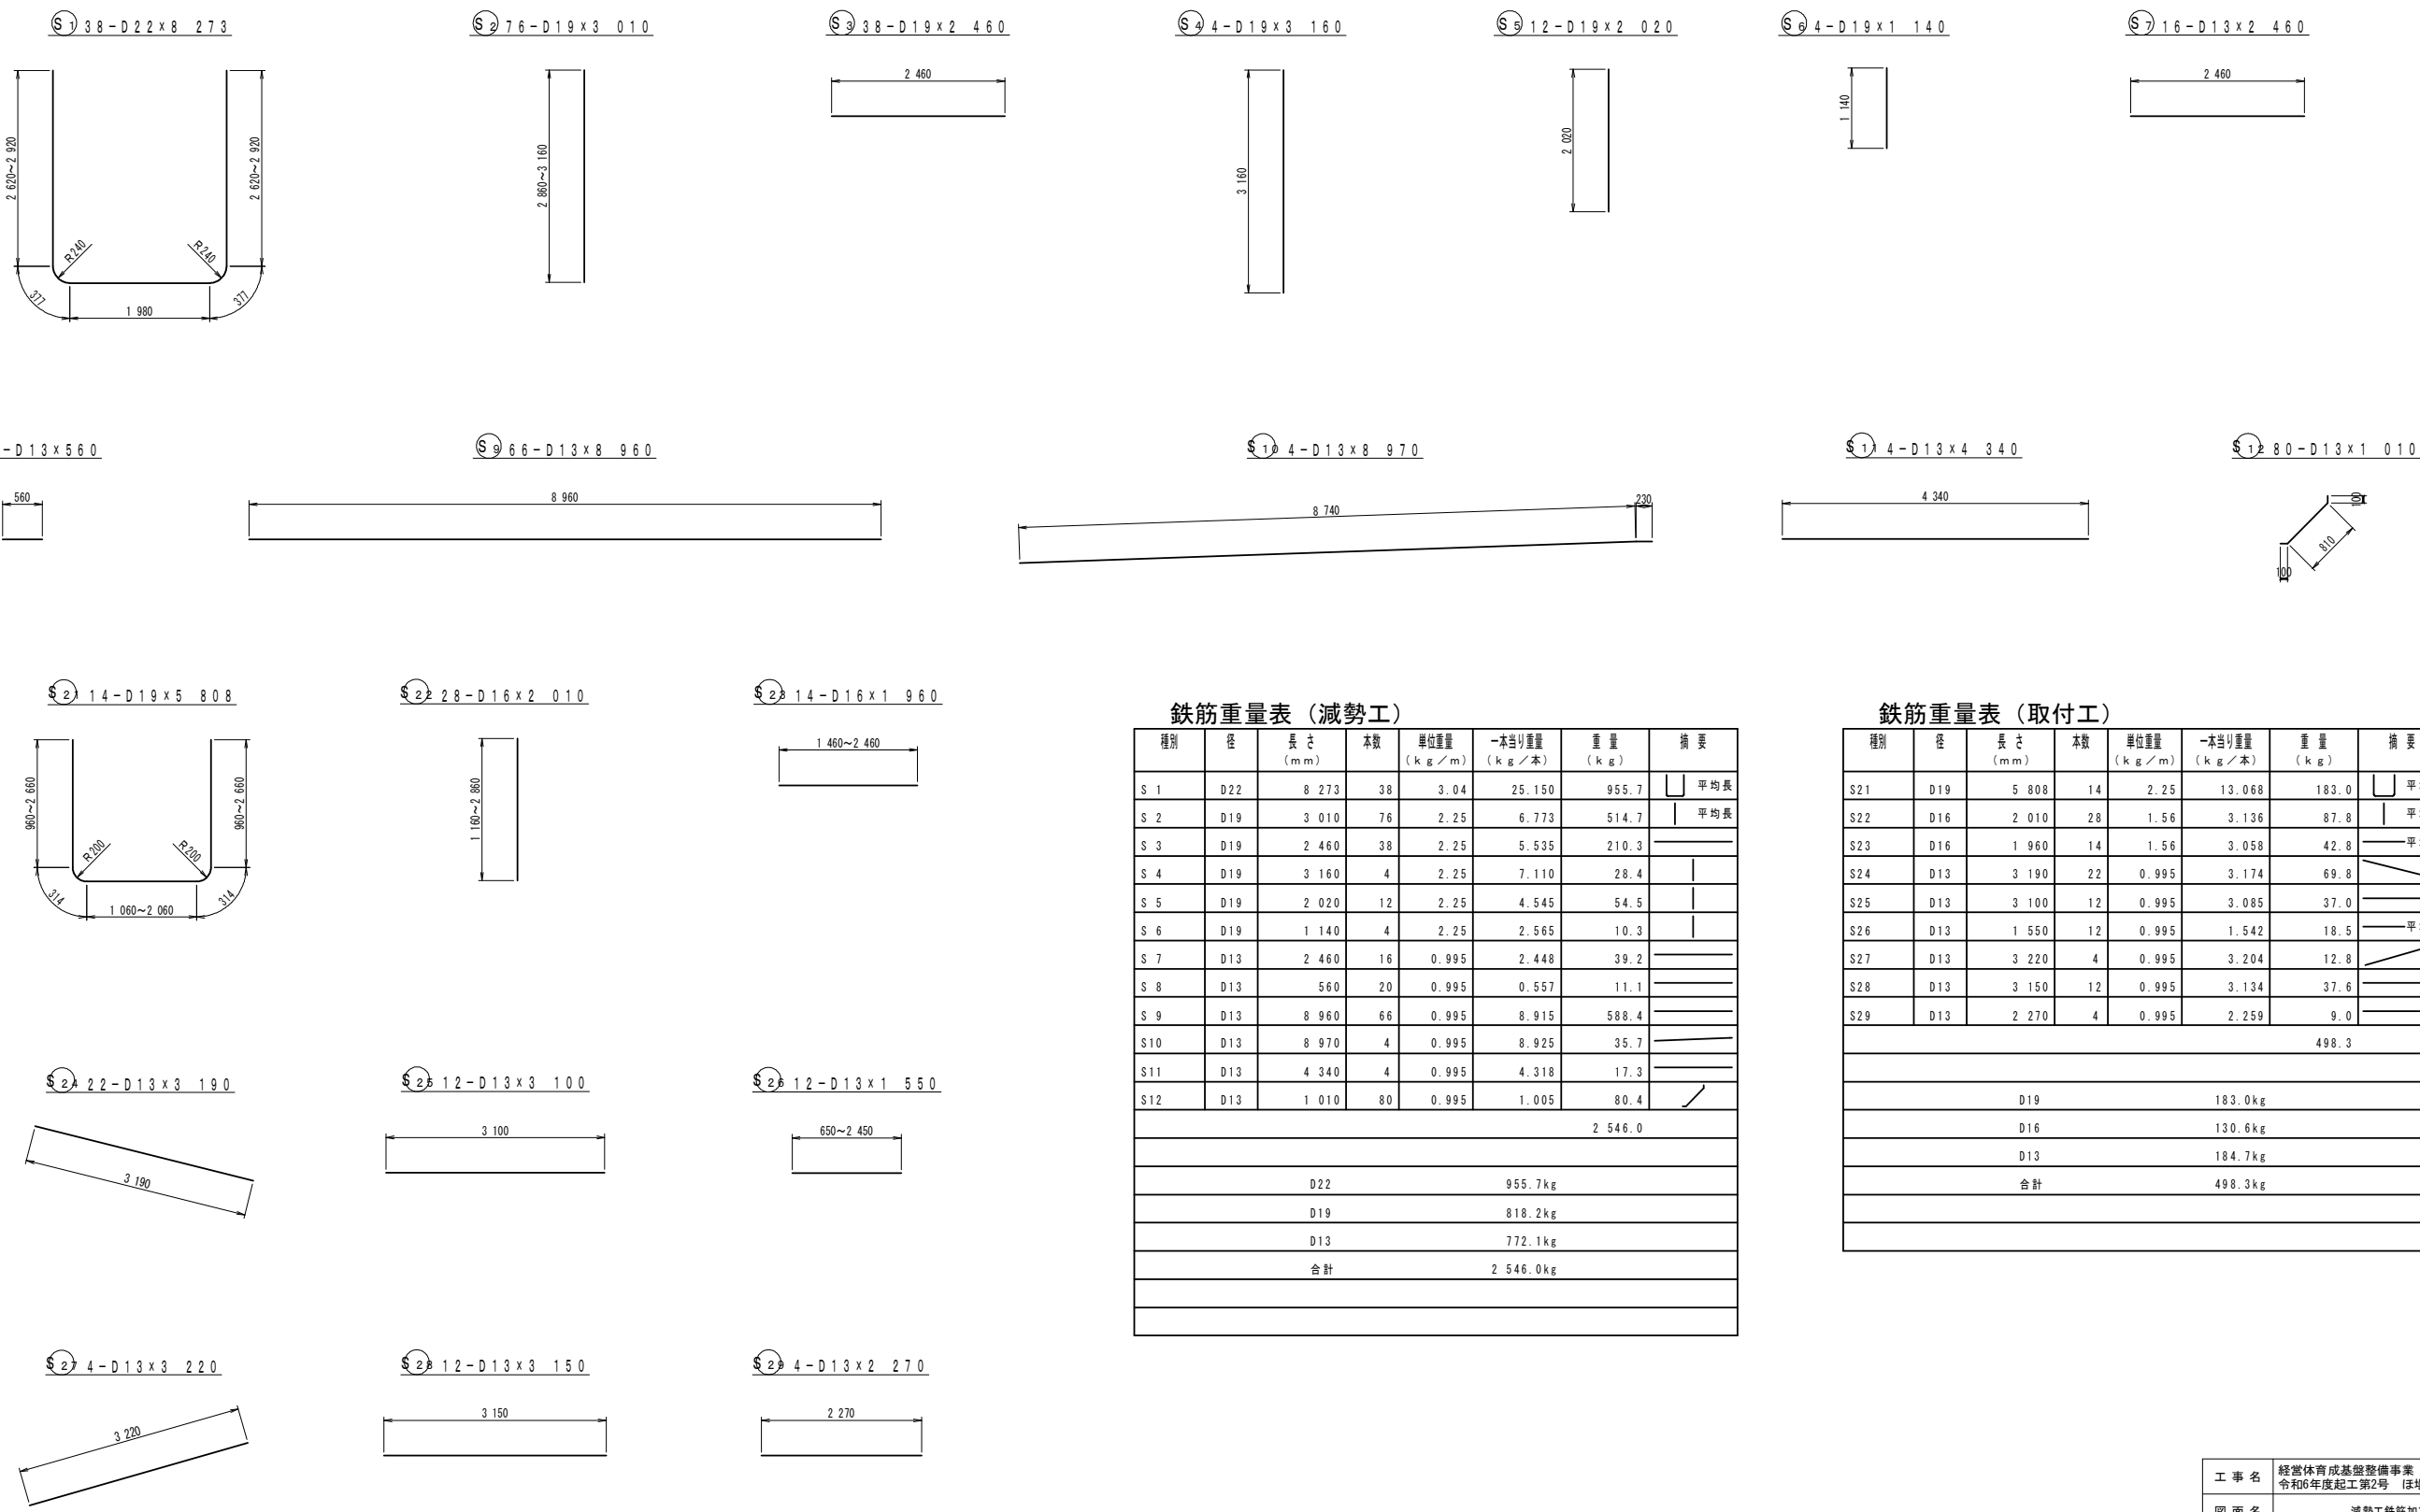 S1 38-D22×8 273
S2 76-D19×3 010
S3 38-D19×2 460
S4 4-D19×3 160
S5 12-D19×2 020
S6 4-D19×1 140
S7 16-D13×2 460
2 620~2 920
2 620~2 920
R240
R240
377
377
1 980
2 860~3 160
2 460
3 160
2 020
1 140
2 460
-D13×560
S9 66-D13×8 960
S10 4-D13×8 970
S11 4-D13×4 340
S12 80-D13×1 010
560
8 960
8 740
230
4 340
100
810
100
S21 14-D19×5 808
S22 28-D16×2 010
S23 14-D16×1 960
960~2 660
960~2 660
R200
R200
314
314
1 060~2 060
1 160~2 860
1 460~2 460
S24 22-D13×3 190
S25 12-D13×3 100
S26 12-D13×1 550
3 190
3 100
650~2 450
S27 4-D13×3 220
S28 12-D13×3 150
S29 4-D13×2 270
3 220
3 150
2 270
鉄筋重量表（減勢工）
種別 径 長さ(mm) 本数 単位重量(kg/m) 一本当り重量(kg/本) 重量(kg) 摘要
S 1 D22 8 273 38 3.04 25.150 955.7 平均長
S 2 D19 3 010 76 2.25 6.773 514.7 平均長
S 3 D19 2 460 38 2.25 5.535 210.3
S 4 D19 3 160 4 2.25 7.110 28.4
S 5 D19 2 020 12 2.25 4.545 54.5
S 6 D19 1 140 4 2.25 2.565 10.3
S 7 D13 2 460 16 0.995 2.448 39.2
S 8 D13 560 20 0.995 0.557 11.1
S 9 D13 8 960 66 0.995 8.915 588.4
S10 D13 8 970 4 0.995 8.925 35.7
S11 D13 4 340 4 0.995 4.318 17.3
S12 D13 1 010 80 0.995 1.005 80.4
2 546.0
D22 955.7kg
D19 818.2kg
D13 772.1kg
合計 2 546.0kg
鉄筋重量表（取付工）
種別 径 長さ(mm) 本数 単位重量(kg/m) 一本当り重量(kg/本) 重量(kg) 摘要
S21 D19 5 808 14 2.25 13.068 183.0 平
S22 D16 2 010 28 1.56 3.136 87.8 平
S23 D16 1 960 14 1.56 3.058 42.8 平
S24 D13 3 190 22 0.995 3.174 69.8
S25 D13 3 100 12 0.995 3.085 37.0
S26 D13 1 550 12 0.995 1.542 18.5 平
S27 D13 3 220 4 0.995 3.204 12.8
S28 D13 3 150 12 0.995 3.134 37.6
S29 D13 2 270 4 0.995 2.259 9.0
498.3
D19 183.0kg
D16 130.6kg
D13 184.7kg
合計 498.3kg
工事名 経営体育成基盤整備事業
令和6年度起工第2号 ほ